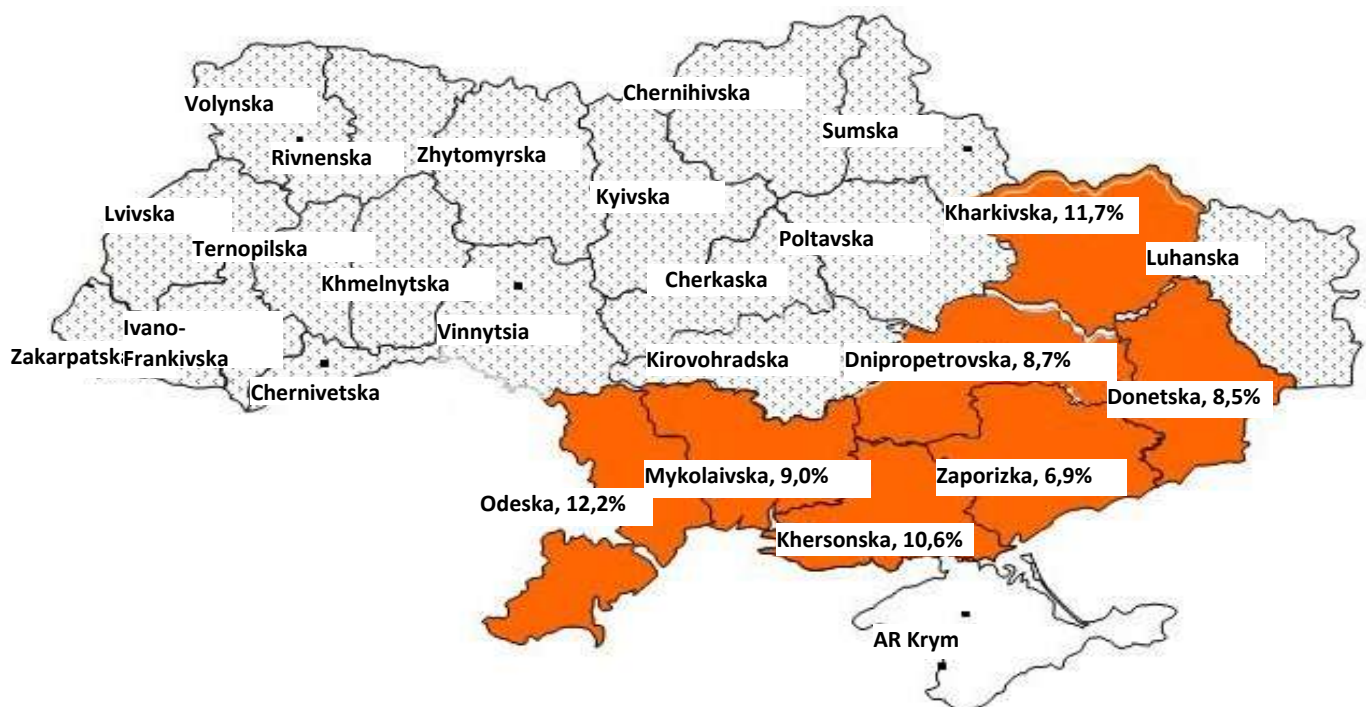 Chernihivska
Volynska
Sumska
Rivnenska
Zhytomyrska
Kyivska
Lvivska
Kharkivska, 11,7%
Poltavska
Ternopilska
Luhanska
Khmelnytska
Cherkaska
Ivano-
Frankivska
Vinnytsia
Zakarpatska
Kirovohradska
Dnipropetrovska, 8,7%
Chernivetska
Donetska, 8,5%
Mykolaivska, 9,0%
Zaporizka, 6,9%
Odeska, 12,2%
Khersonska, 10,6%
AR Krym